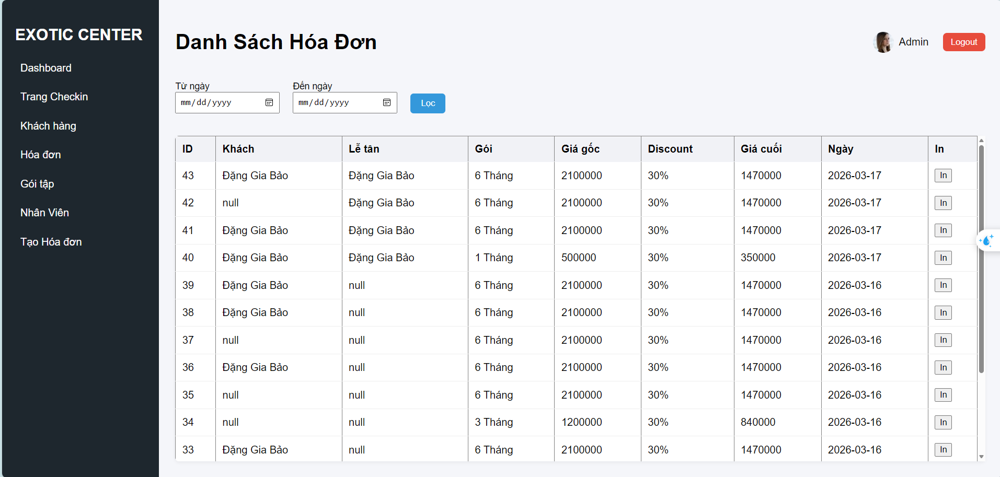 EXOTIC CENTER
Dashboard
Trang Checkin
Khách hàng
Hóa đơn
Gói tập
Nhân Viên
Tạo Hóa đơn
Danh Sách Hóa Đơn
Admin
Logout
Từ ngày
Đến ngày
mm/dd/yyyy
mm/dd/yyyy
Lọc
ID Khách Lễ tân Gói Giá gốc Discount Giá cuối Ngày In
43 Đặng Gia Bảo Đặng Gia Bảo 6 Tháng 2100000 30% 1470000 2026-03-17 In
42 null Đặng Gia Bảo 6 Tháng 2100000 30% 1470000 2026-03-17 In
41 Đặng Gia Bảo Đặng Gia Bảo 6 Tháng 2100000 30% 1470000 2026-03-17 In
40 Đặng Gia Bảo Đặng Gia Bảo 1 Tháng 500000 30% 350000 2026-03-17 In
39 Đặng Gia Bảo null 6 Tháng 2100000 30% 1470000 2026-03-16 In
38 Đặng Gia Bảo null 6 Tháng 2100000 30% 1470000 2026-03-16 In
37 null null 6 Tháng 2100000 30% 1470000 2026-03-16 In
36 Đặng Gia Bảo null 6 Tháng 2100000 30% 1470000 2026-03-16 In
35 null null 6 Tháng 2100000 30% 1470000 2026-03-16 In
34 null null 3 Tháng 1200000 30% 840000 2026-03-16 In
33 Đặng Gia Bảo null 6 Tháng 2100000 30% 1470000 2026-03-16 In